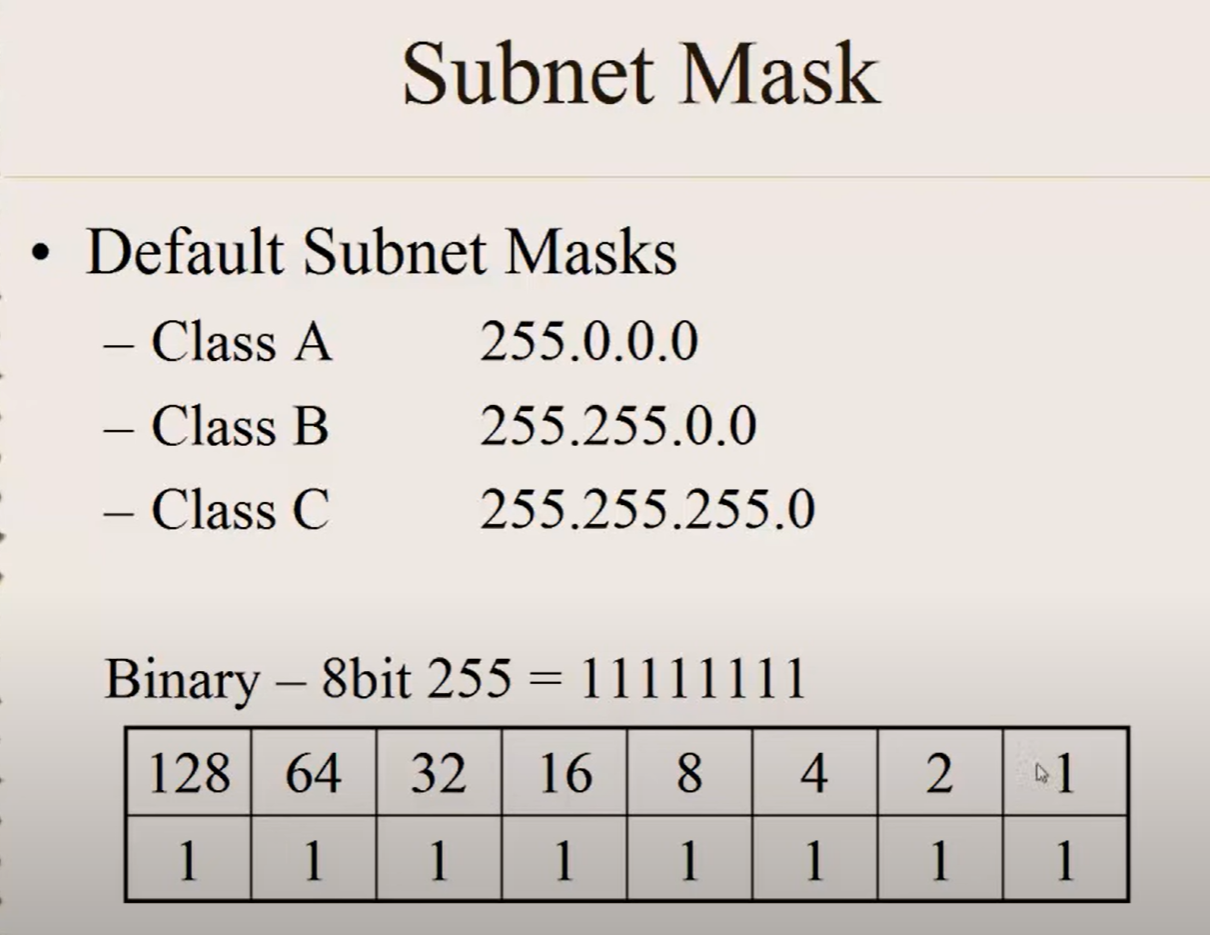 Subnet Mask
• Default Subnet Masks
– Class A 255.0.0.0
– Class B 255.255.0.0
– Class C 255.255.255.0
Binary – 8bit 255 = 11111111
128 64 32 16 8 4 2 1
1 1 1 1 1 1 1 1